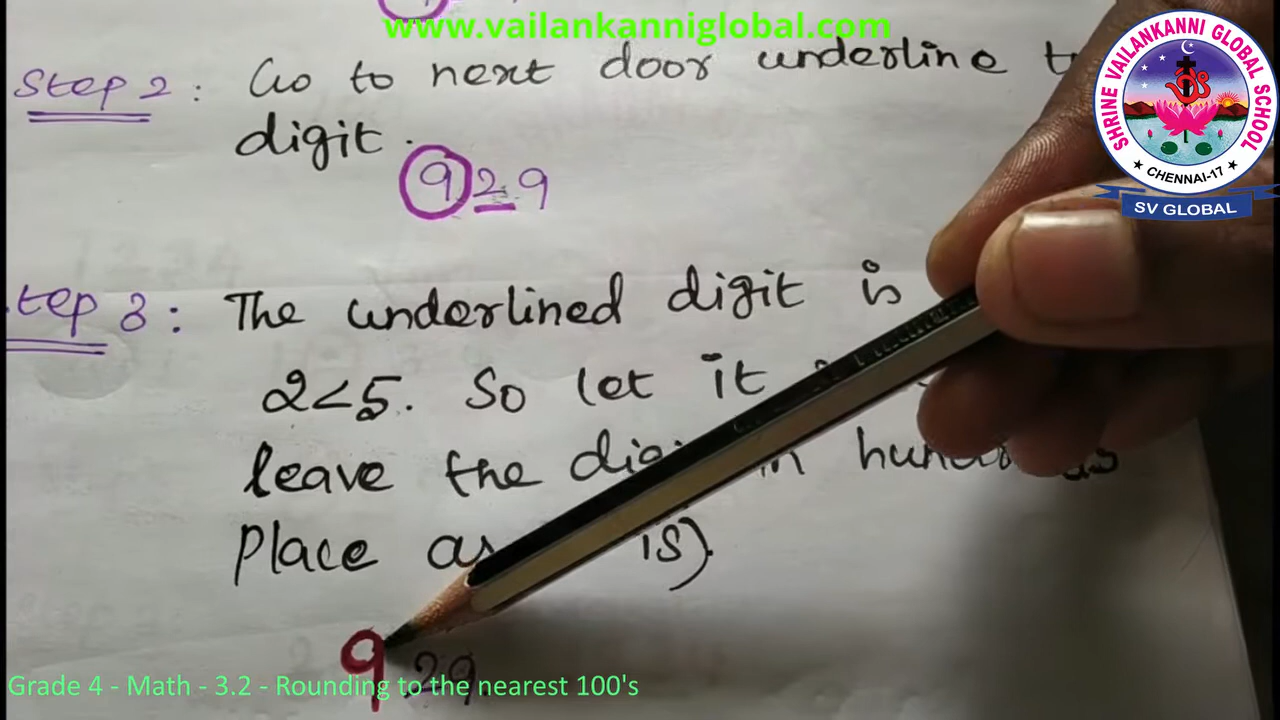 www.vailankanniglobal.com
Step 2 : Go to next door underline
digit.
929
tep 3 : The underlined digit is
2<5. So let it
leave the in
Place as is)
929
Grade 4 - Math - 3.2 - Rounding to the nearest 100's
SHRINE VAILANKANNI GLOBAL SCHOOL
CHENNAI-17
SV GLOBAL